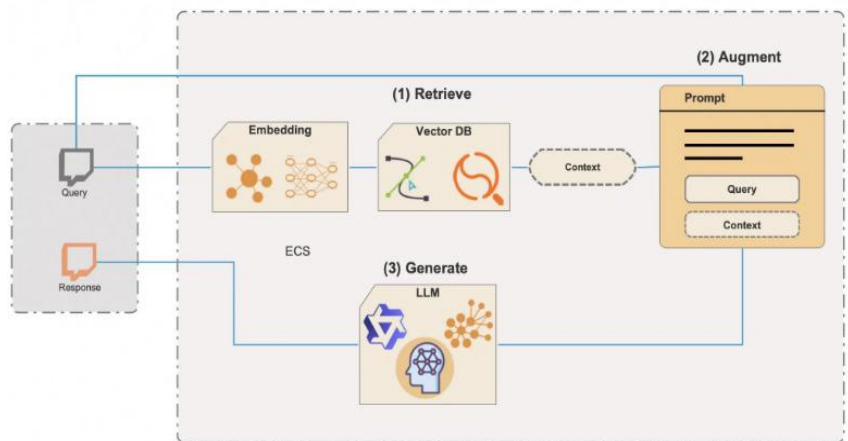 (2) Augment
(1) Retrieve
Prompt
Embedding
Vector DB
Context
Query
Query
Context
ECS
(3) Generate
Response
LLM